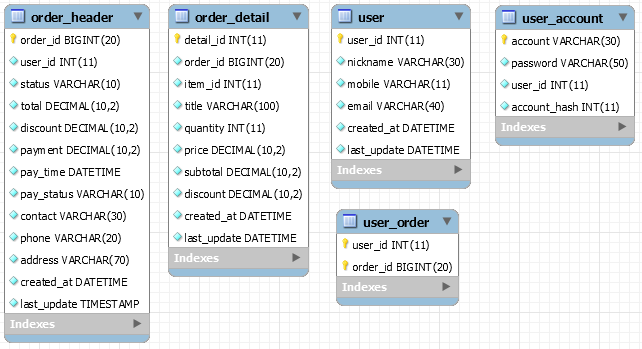 order_header
order_id BIGINT(20)
user_id INT(11)
status VARCHAR(10)
total DECIMAL(10,2)
discount DECIMAL(10,2)
payment DECIMAL(10,2)
pay_time DATETIME
pay_status VARCHAR(10)
contact VARCHAR(30)
phone VARCHAR(20)
address VARCHAR(70)
created_at DATETIME
last_update TIMESTAMP
Indexes
order_detail
detail_id INT(11)
order_id BIGINT(20)
item_id INT(11)
title VARCHAR(100)
quantity INT(11)
price DECIMAL(10,2)
subtotal DECIMAL(10,2)
discount DECIMAL(10,2)
created_at DATETIME
last_update DATETIME
Indexes
user
user_id INT(11)
nickname VARCHAR(30)
mobile VARCHAR(11)
email VARCHAR(40)
created_at DATETIME
last_update DATETIME
Indexes
user_order
user_id INT(11)
order_id BIGINT(20)
Indexes
user_account
account VARCHAR(30)
password VARCHAR(50)
user_id INT(11)
account_hash INT(11)
Indexes